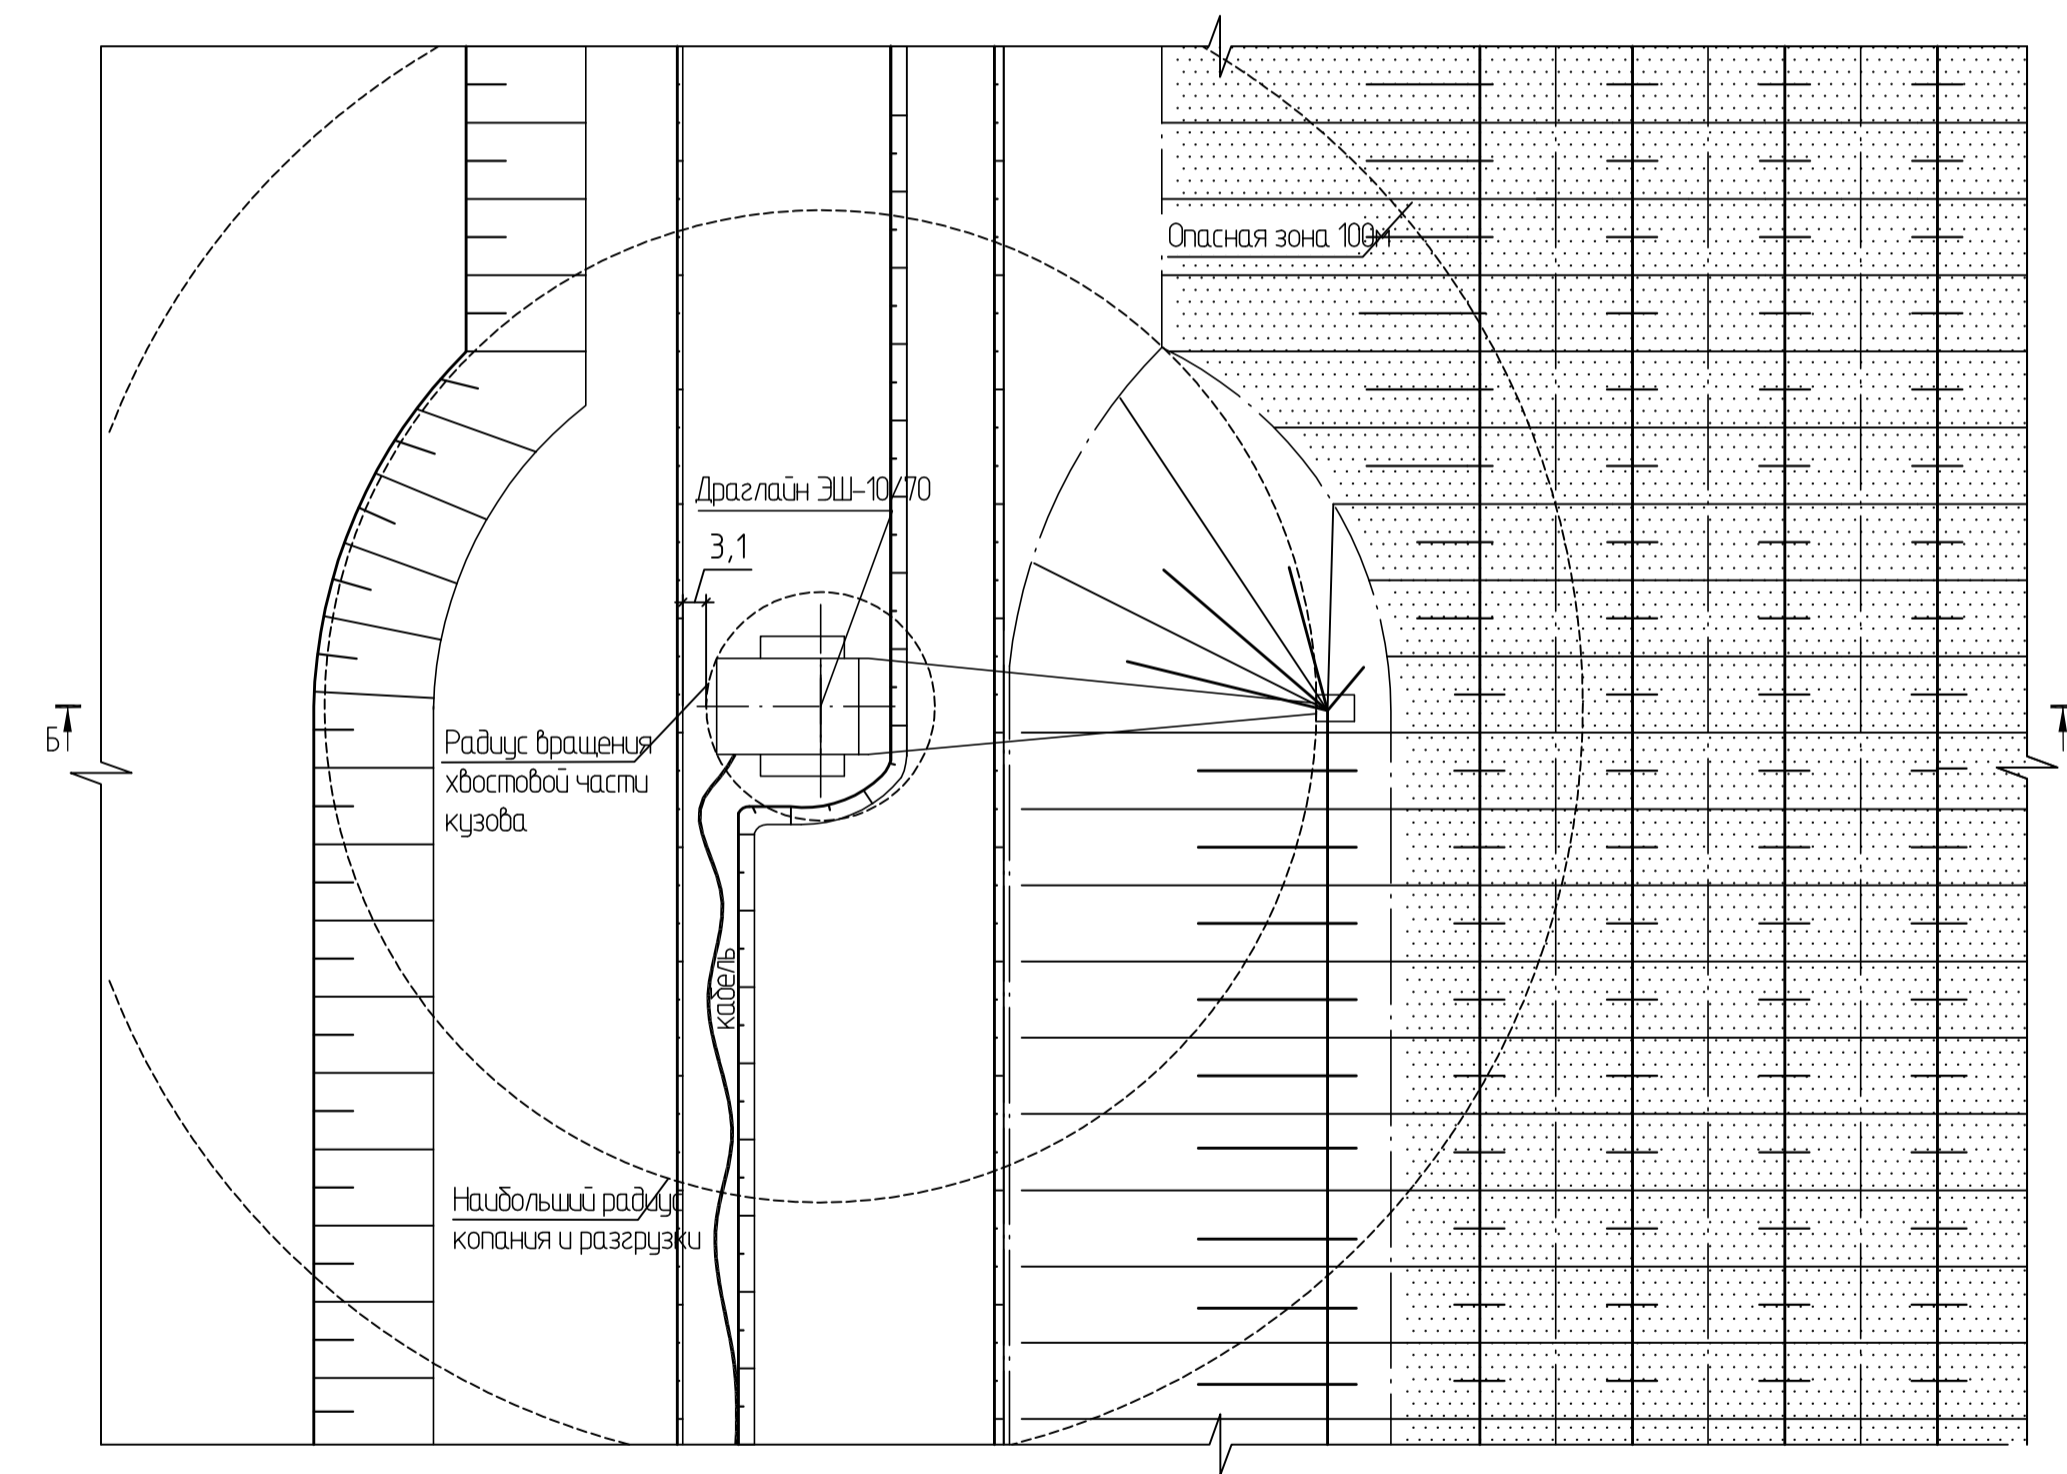 Опасная зона 100м
Драглайн ЭШ-10/70
3,1
Б
Радиус вращения
хвостовой части
кузова
кабель
Наибольший радиус
копания и разгрузки